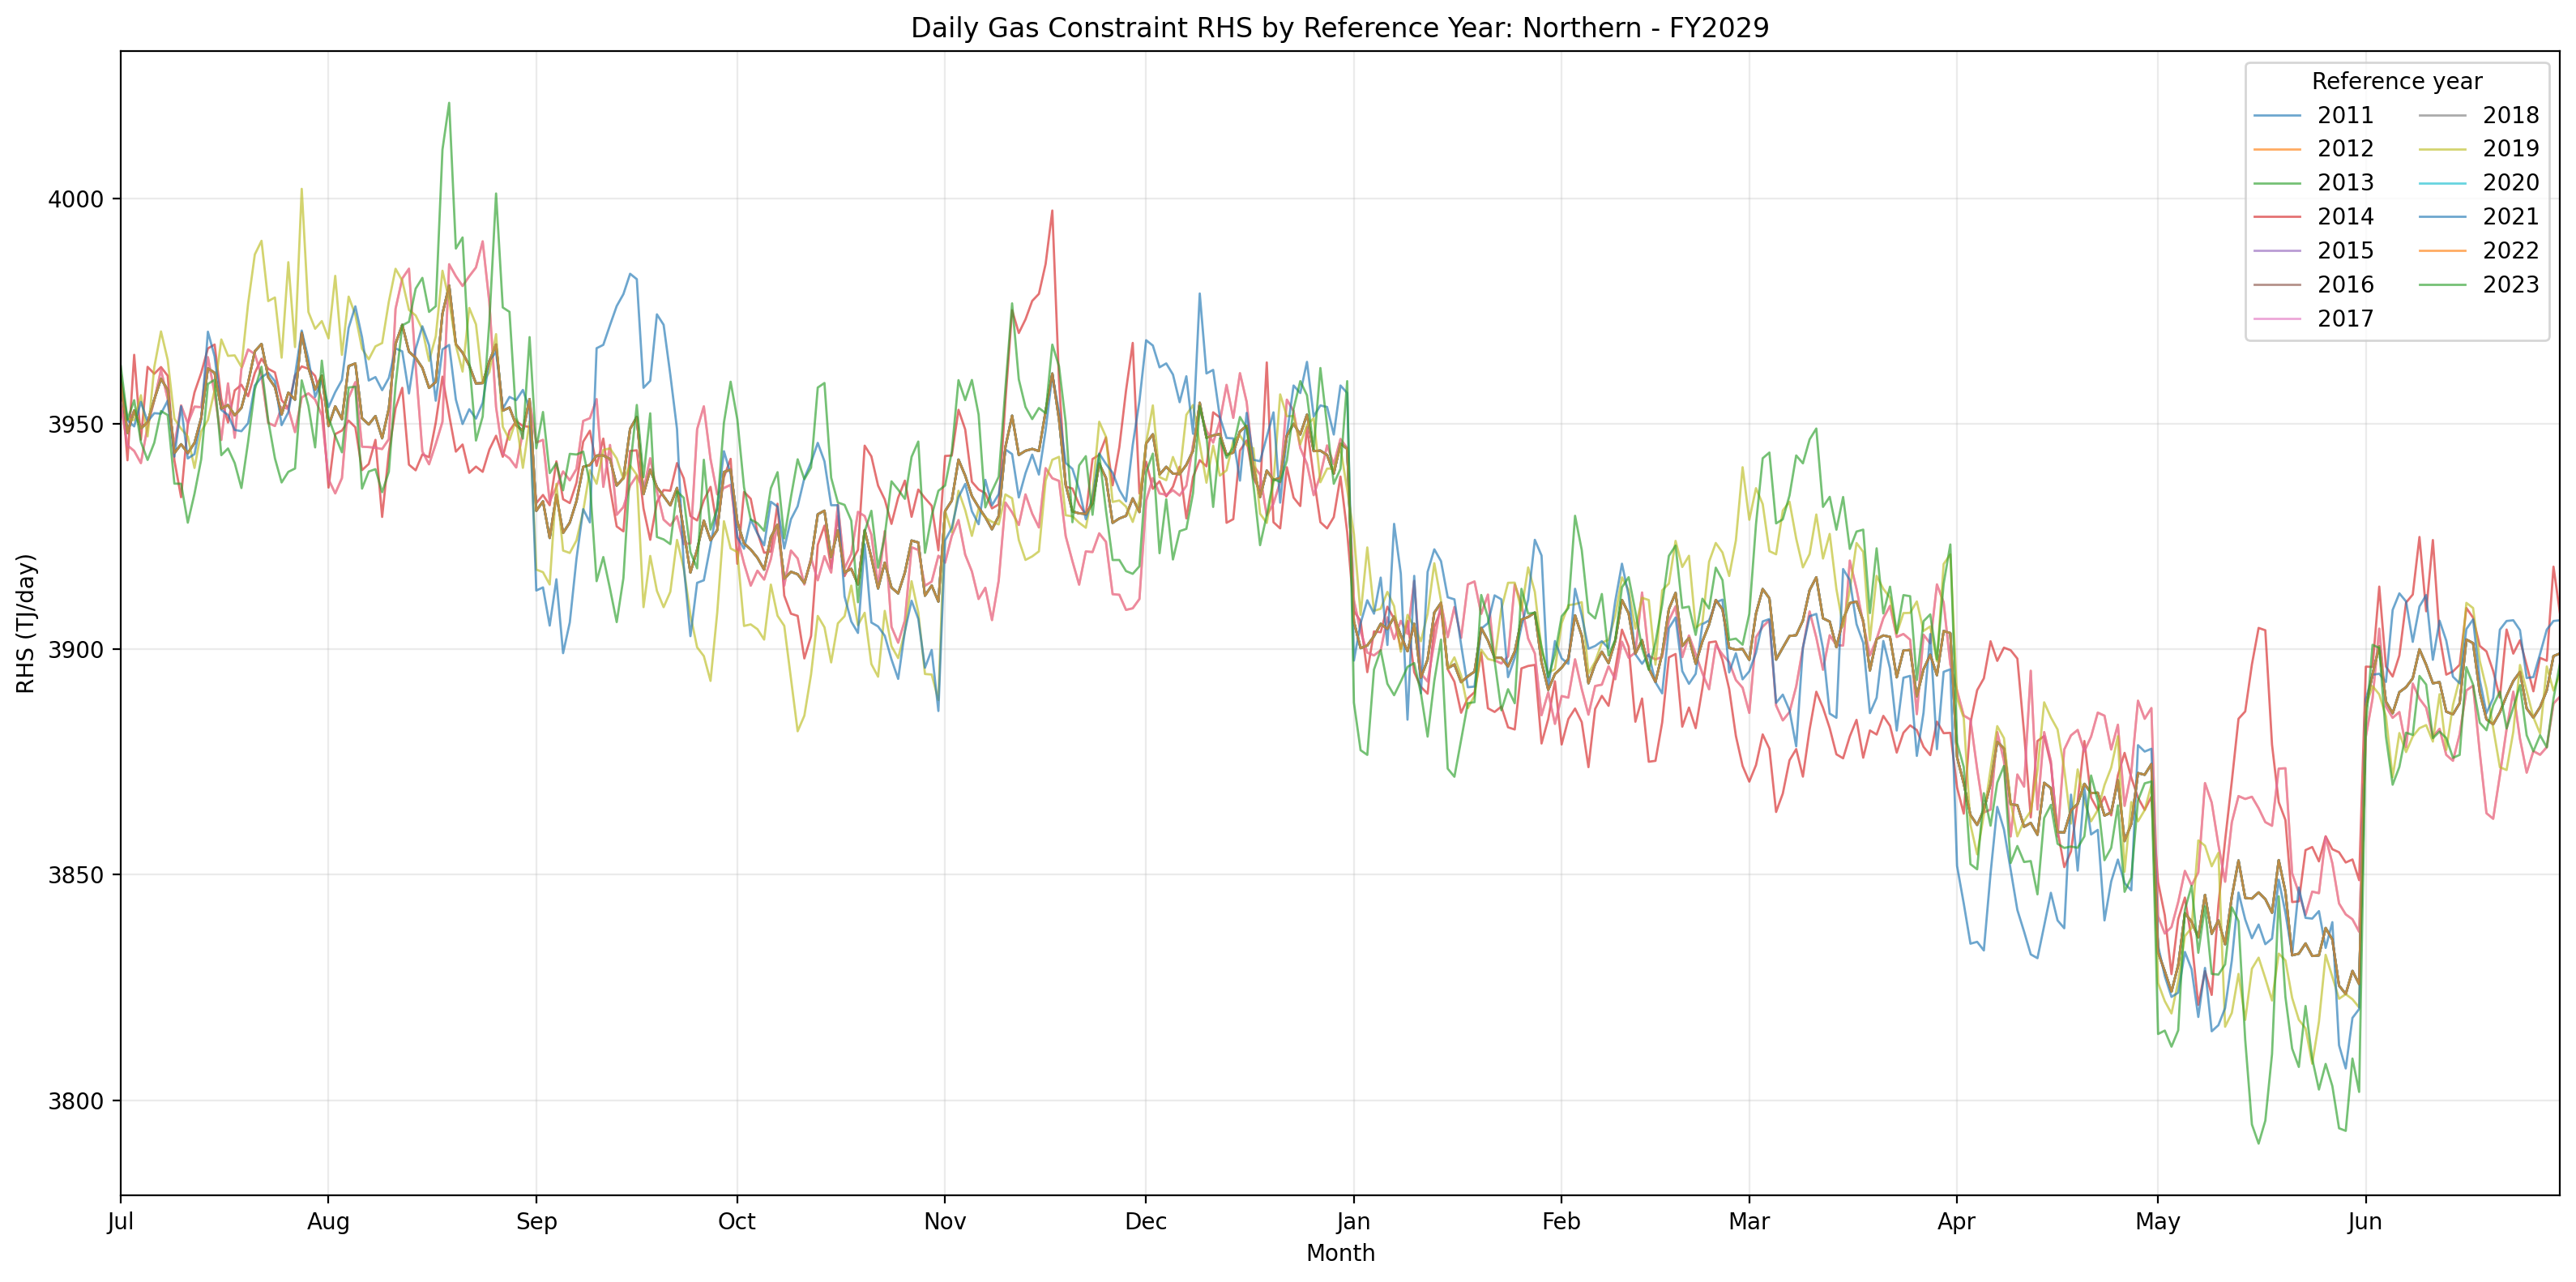 Daily Gas Constraint RHS by Reference Year: Northern - FY2029
Reference year
2011 2018
2012 2019
2013 2020
2014 2021
2015 2022
2016 2023
2017
4000
3950
3900
3850
3800
RHS (TJ/day)
Jul Aug Sep Oct Nov Dec Jan Feb Mar Apr May Jun
Month